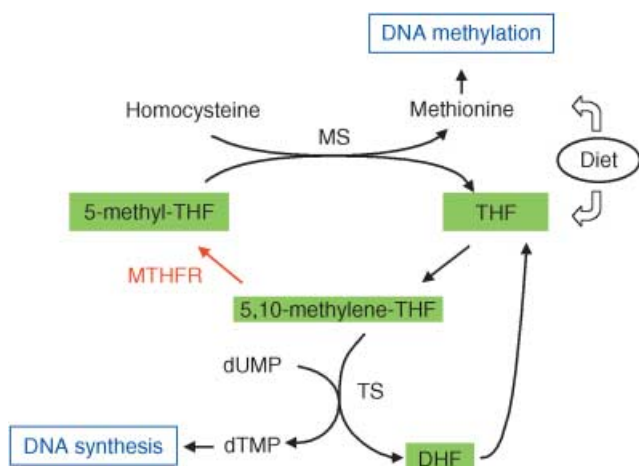 DNA methylation
Homocysteine
Methionine
MS
Diet
5-methyl-THF
THF
MTHFR
5,10-methylene-THF
dUMP
TS
DNA synthesis
dTMP
DHF